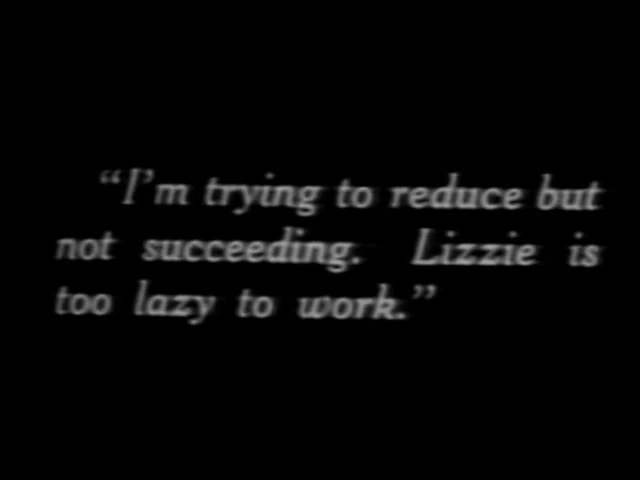 “I’m trying to reduce but
not succeeding. Lizzie is
too lazy to work.”